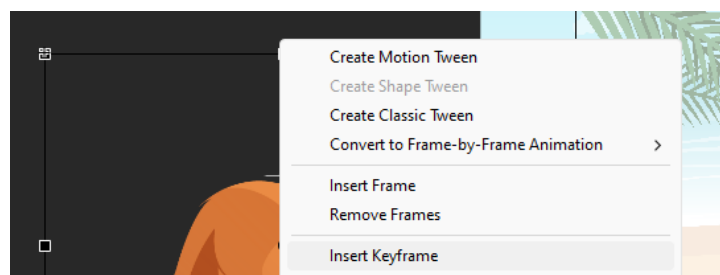 Create Motion Tween
Create Shape Tween
Create Classic Tween
Convert to Frame-by-Frame Animation
Insert Frame
Remove Frames
Insert Keyframe